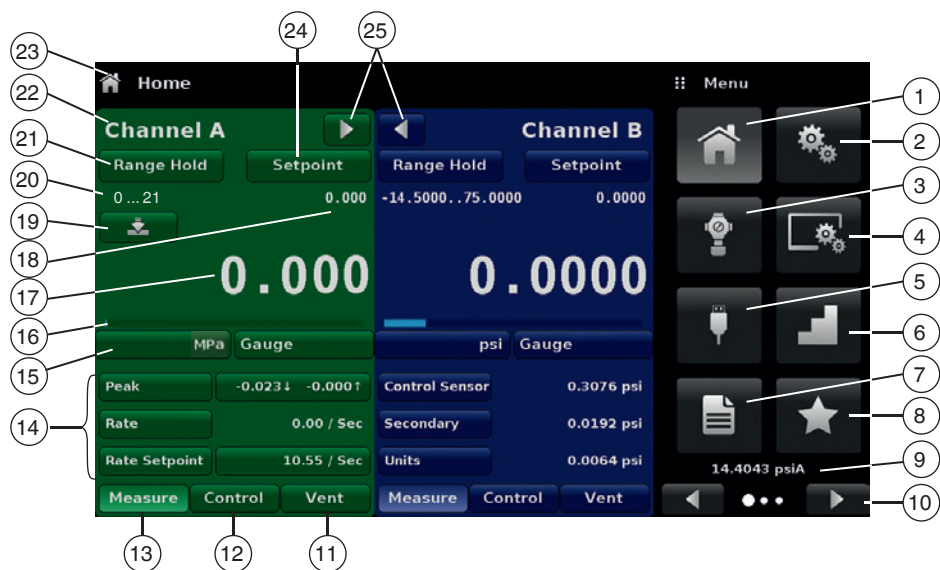 24
25
23
Home
Menu
22
1
Channel A
Channel B
21
2
Range Hold
Setpoint
Range Hold
Setpoint
20
0 ... 21
0.000
-14.5000..75.0000
0.0000
3
19
4
18
0.000
0.0000
17
5
16
6
15
MPa
Gauge
psi
Gauge
7
14
Peak
-0.023↓ -0.000↑
Control Sensor
0.3076 psi
8
Rate
0.00 / Sec
Secondary
0.0192 psi
Rate Setpoint
10.55 / Sec
Units
0.0064 psi
14.4043 psiA
9
Measure
Control
Vent
Measure
Control
Vent
10
13
12
11